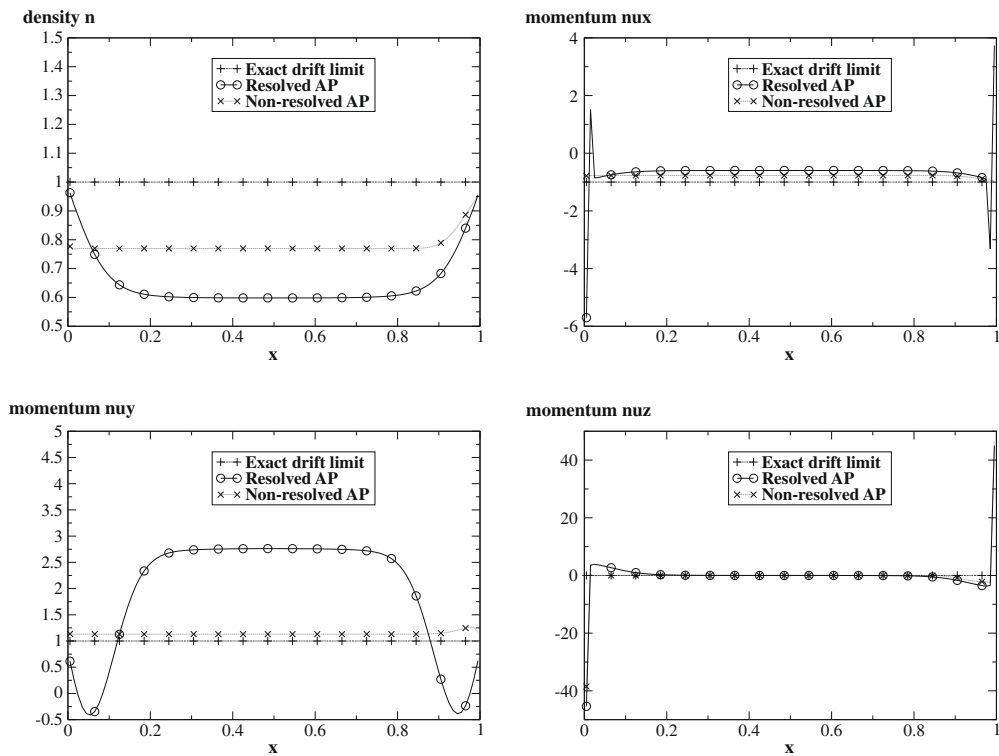 density n
1.5
1.4
1.3
1.2
1.1
1
0.9
0.8
0.7
0.6
0.5
0
0.2
0.4
0.6
0.8
1
x
Exact drift limit
Resolved AP
Non-resolved AP
momentum nux
4
2
0
-2
-4
-6
0
0.2
0.4
0.6
0.8
1
x
Exact drift limit
Resolved AP
Non-resolved AP
momentum nuy
5
4.5
4
3.5
3
2.5
2
1.5
1
0.5
0
-0.5
0
0.2
0.4
0.6
0.8
1
x
Exact drift limit
Resolved AP
Non-resolved AP
momentum nuz
40
20
0
-20
-40
0
0.2
0.4
0.6
0.8
1
x
Exact drift limit
Resolved AP
Non-resolved AP